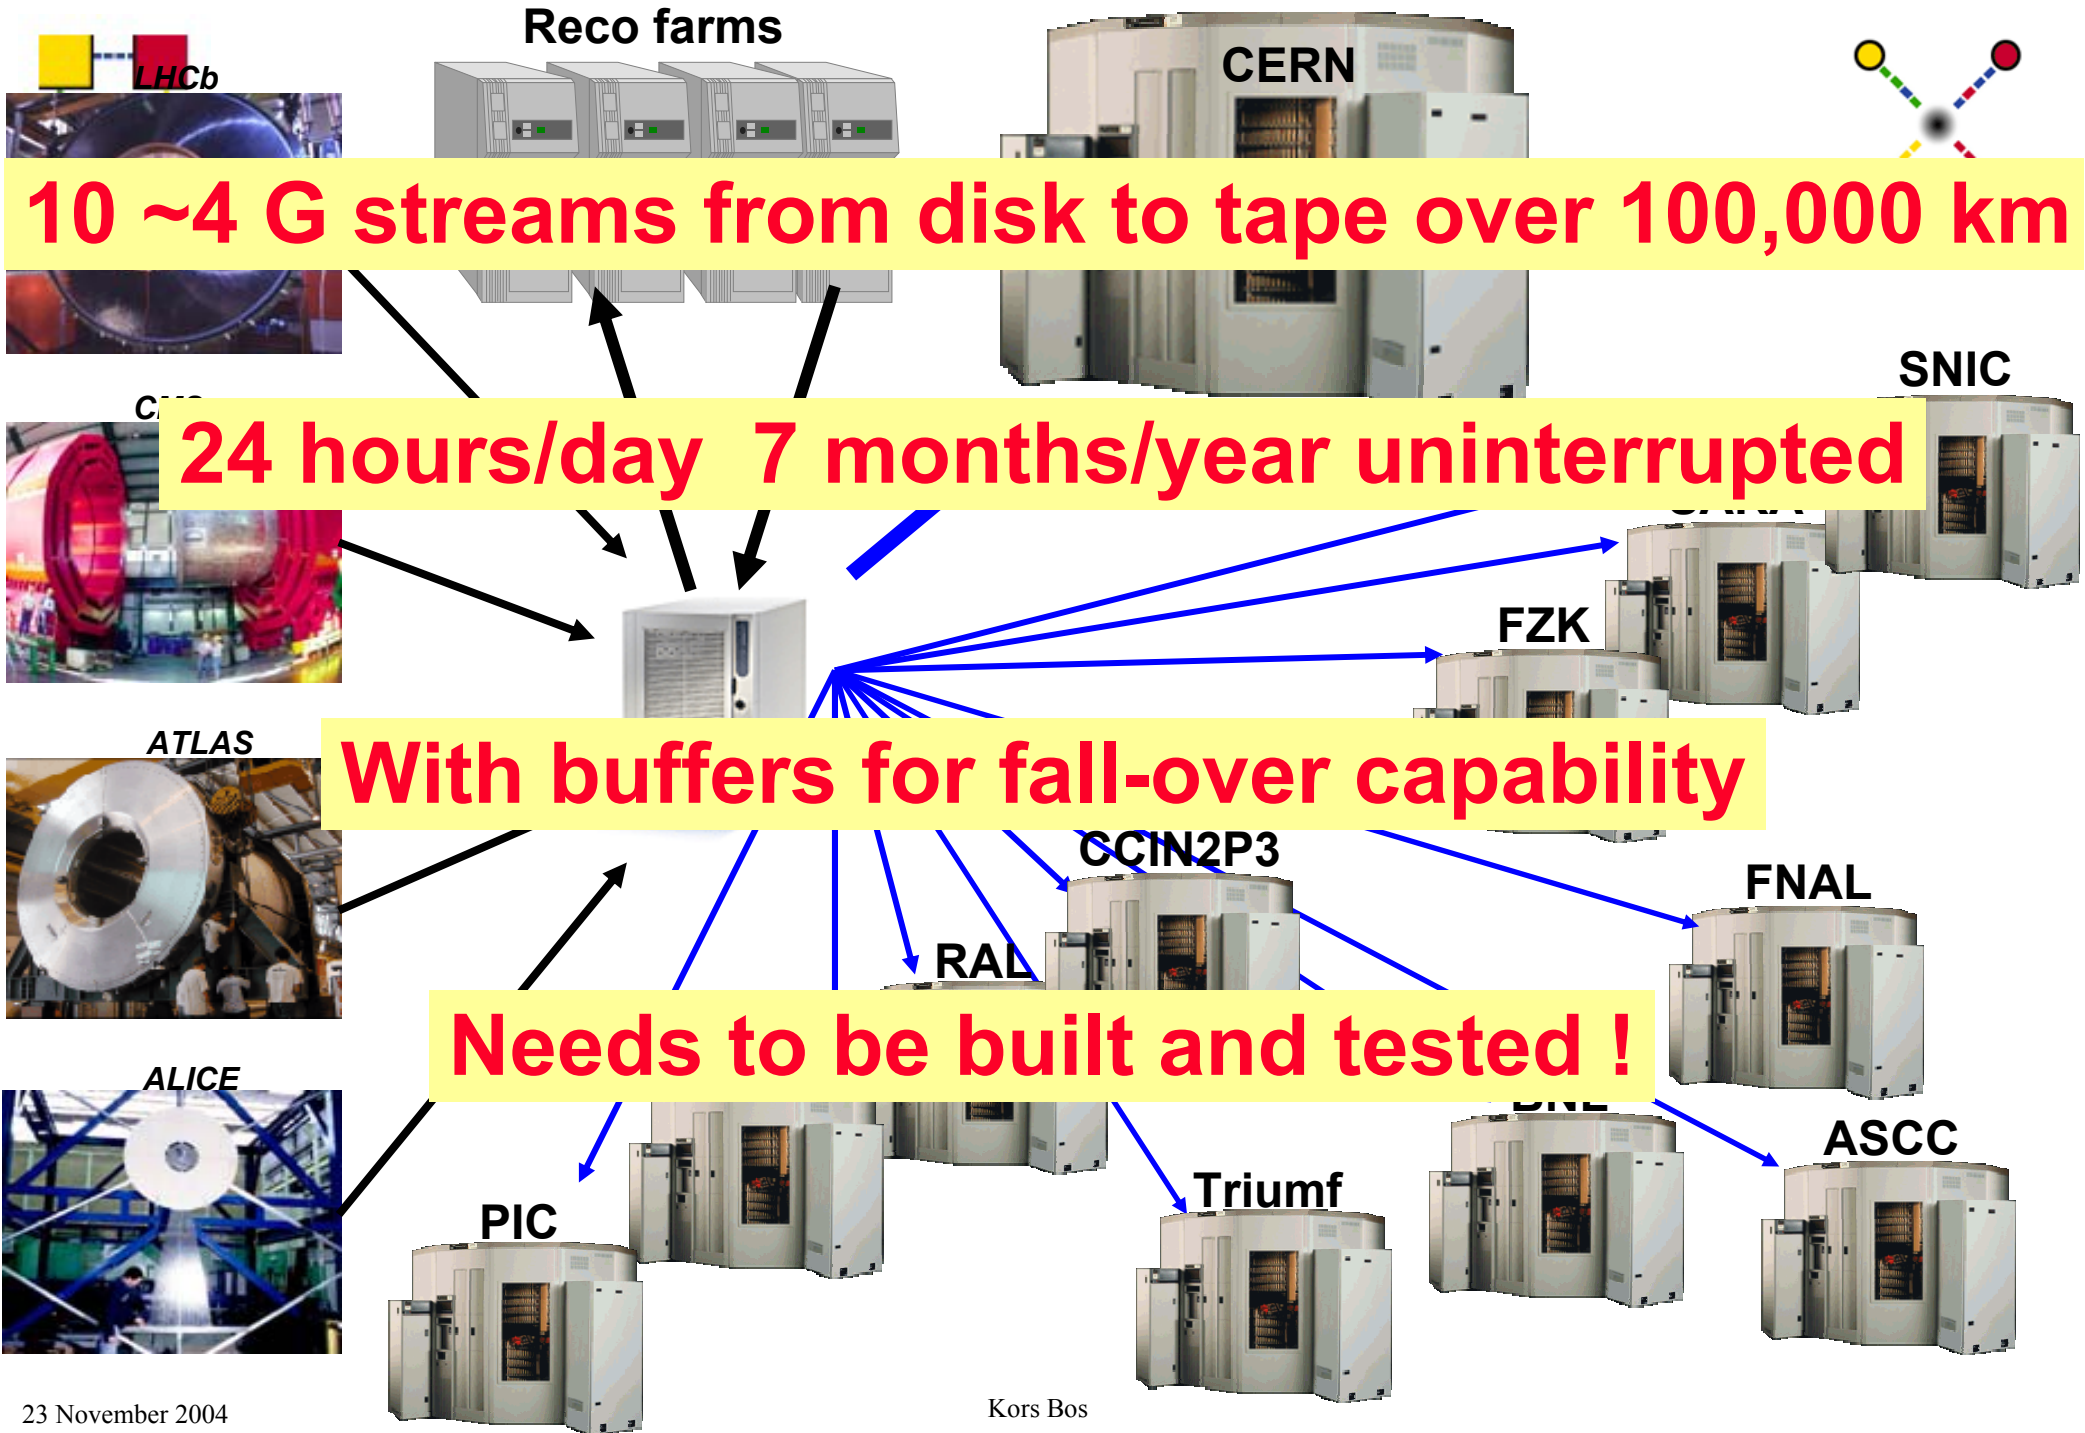 Reco farms
CERN
LHCb
10 ~4 G streams from disk to tape over 100,000 km
SNIC
24 hours/day 7 months/year uninterrupted
FZK
ATLAS
With buffers for fall-over capability
CCIN2P3
FNAL
RAL
Needs to be built and tested !
ALICE
ASCC
Triumf
PIC
23 November 2004
Kors Bos